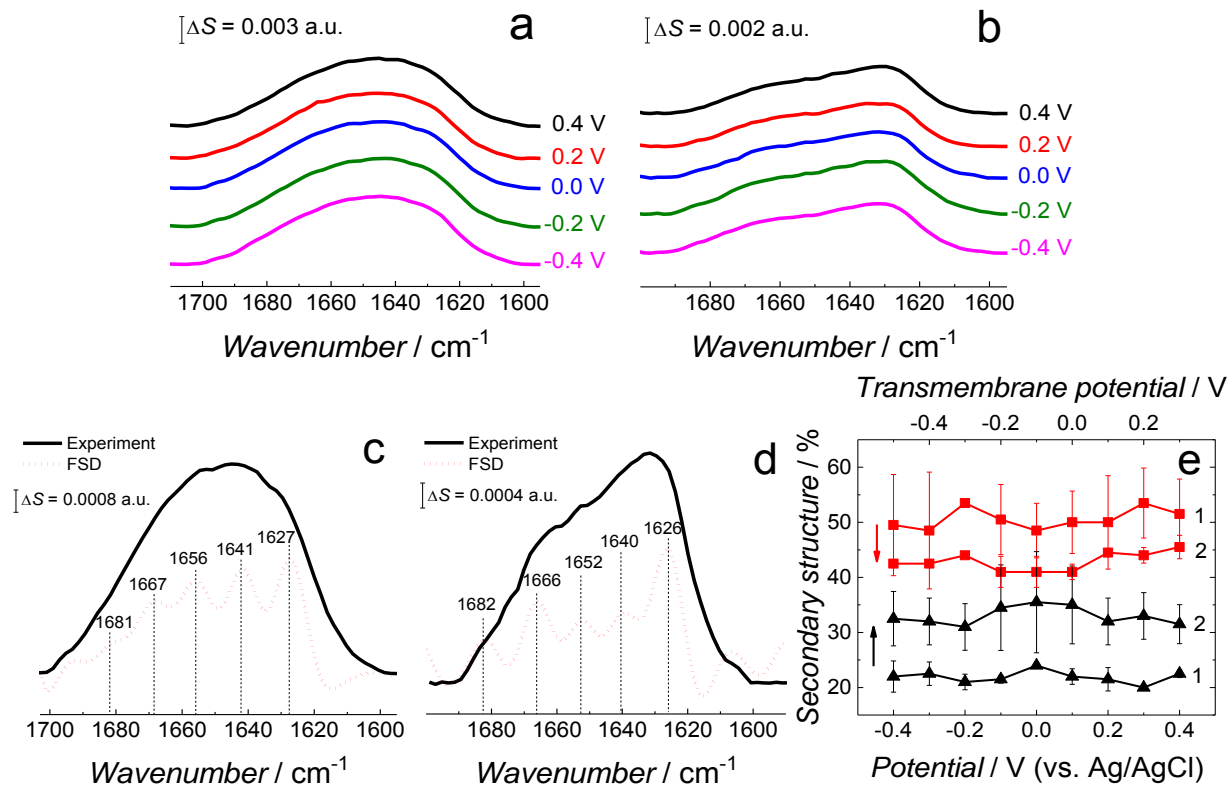 ΔS = 0.003 a.u.
a
0.4 V
0.2 V
0.0 V
-0.2 V
-0.4 V
1700 1680 1660 1640 1620 1600
Wavenumber / cm-1
ΔS = 0.002 a.u.
b
0.4 V
0.2 V
0.0 V
-0.2 V
-0.4 V
1680 1660 1640 1620 1600
Wavenumber / cm-1
Experiment
FSD
c
ΔS = 0.0008 a.u.
1681
1667
1656
1641
1627
1700 1680 1660 1640 1620 1600
Wavenumber / cm-1
Experiment
FSD
d
ΔS = 0.0004 a.u.
1682
1666
1652
1640
1626
1680 1660 1640 1620 1600
Wavenumber / cm-1
Transmembrane potential / V
-0.4 -0.2 0.0 0.2
e
Secondary structure / %
60
50
40
30
20
1
2
2
1
-0.4 -0.2 0.0 0.2 0.4
Potential / V (vs. Ag/AgCl)